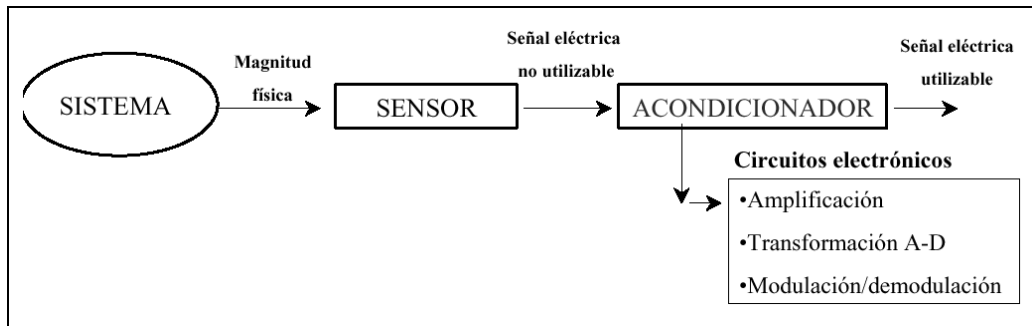 SISTEMA
Magnitud
física
SENSOR
Señal eléctrica
no utilizable
ACONDICIONADOR
Señal eléctrica
utilizable
Circuitos electrónicos
•Amplificación
•Transformación A-D
•Modulación/demodulación